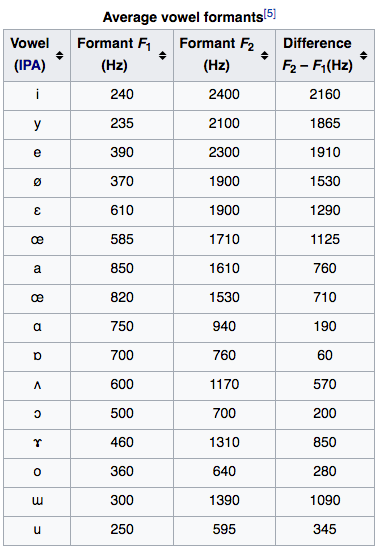 Average vowel formants[5]
Vowel (IPA) Formant F1 (Hz) Formant F2 (Hz) Difference F2 – F1(Hz)
i 240 2400 2160
y 235 2100 1865
e 390 2300 1910
ø 370 1900 1530
ɛ 610 1900 1290
œ 585 1710 1125
a 850 1610 760
œ 820 1530 710
ɑ 750 940 190
ɒ 700 760 60
ʌ 600 1170 570
ɔ 500 700 200
ɤ 460 1310 850
o 360 640 280
ɯ 300 1390 1090
u 250 595 345